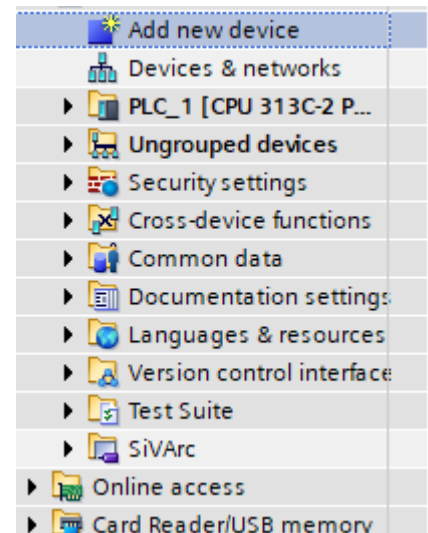 Add new device
Devices & networks
PLC_1 [CPU 313C-2 P...
Ungrouped devices
Security settings
Cross-device functions
Common data
Documentation settings
Languages & resources
Version control interface
Test Suite
SiVArc
Online access
Card Reader/USB memory